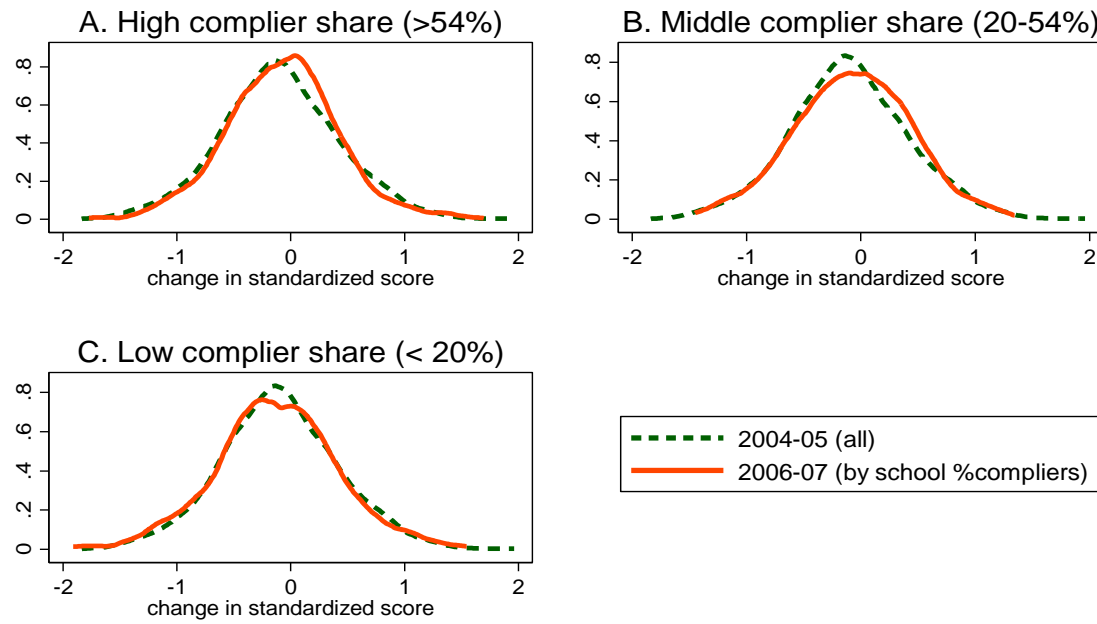 A. High complier share (>54%)
.8
.6
.4
.2
0
-2 -1 0 1 2
change in standardized score
B. Middle complier share (20-54%)
.8
.6
.4
.2
0
-2 -1 0 1 2
change in standardized score
C. Low complier share (< 20%)
.8
.6
.4
.2
0
-2 -1 0 1 2
change in standardized score
2004-05 (all)
2006-07 (by school %compliers)